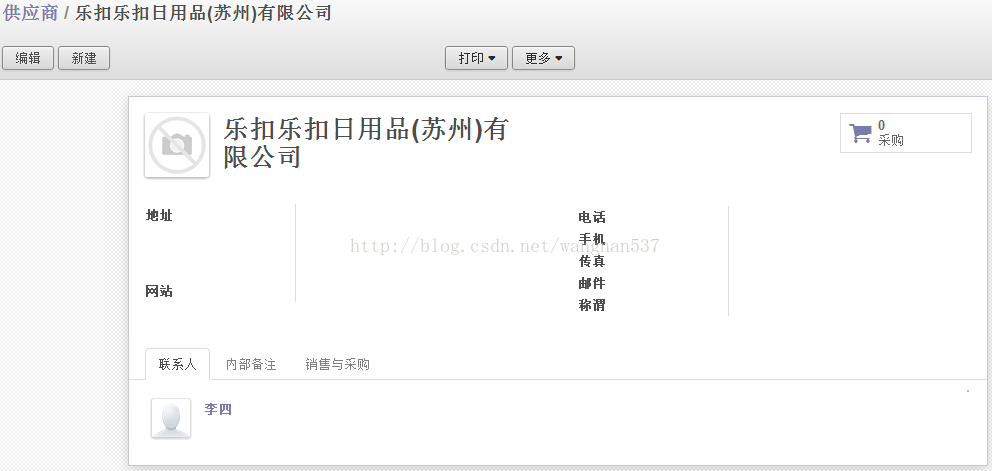 供应商 / 乐扣乐扣日用品(苏州)有限公司
编辑 新建 打印 更多
乐扣乐扣日用品(苏州)有
限公司
0
采购
地址
电话
手机
http://blog.csdn.net/wangnan537
传真
邮件
网站
称谓
联系人 内部备注 销售与采购
李四